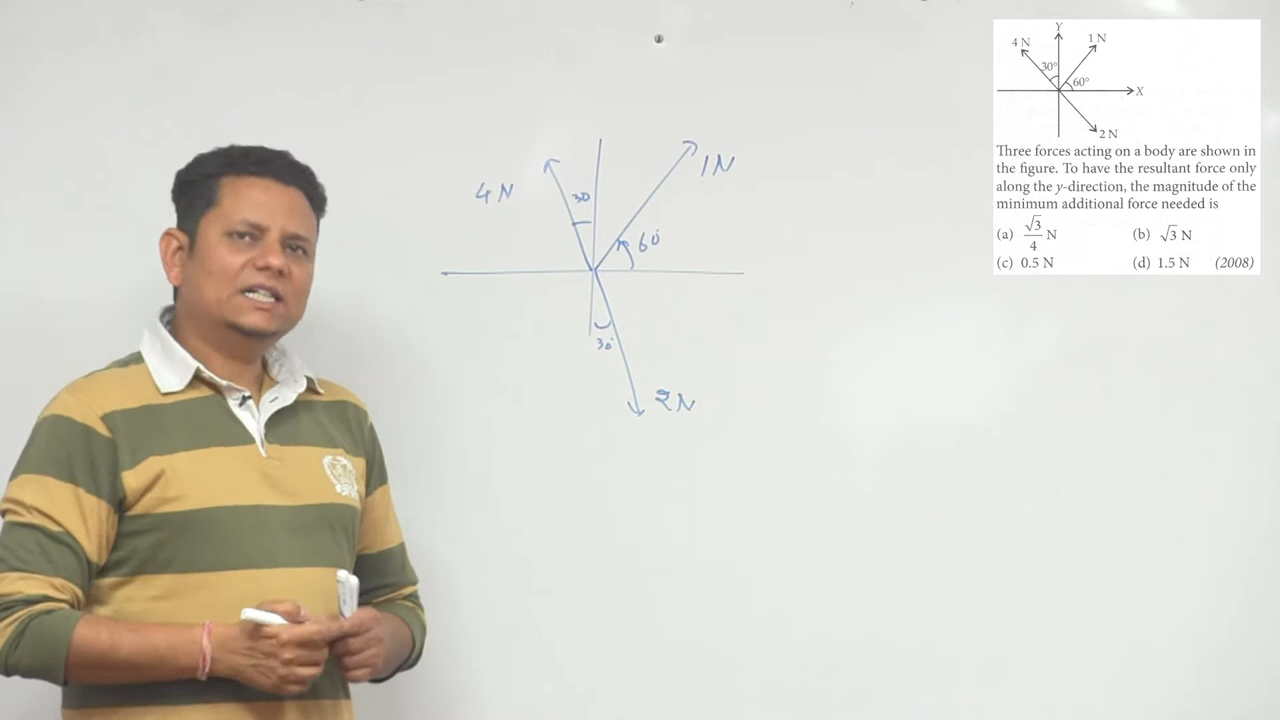 4 N
30
1N
60°
30°
2N
Y
4 N
1 N
30°
60°
X
2 N
Three forces acting on a body are shown in
the figure. To have the resultant force only
along the y-direction, the magnitude of the
minimum additional force needed is
(a) √3/4 N (b) √3 N
(c) 0.5 N (d) 1.5 N (2008)